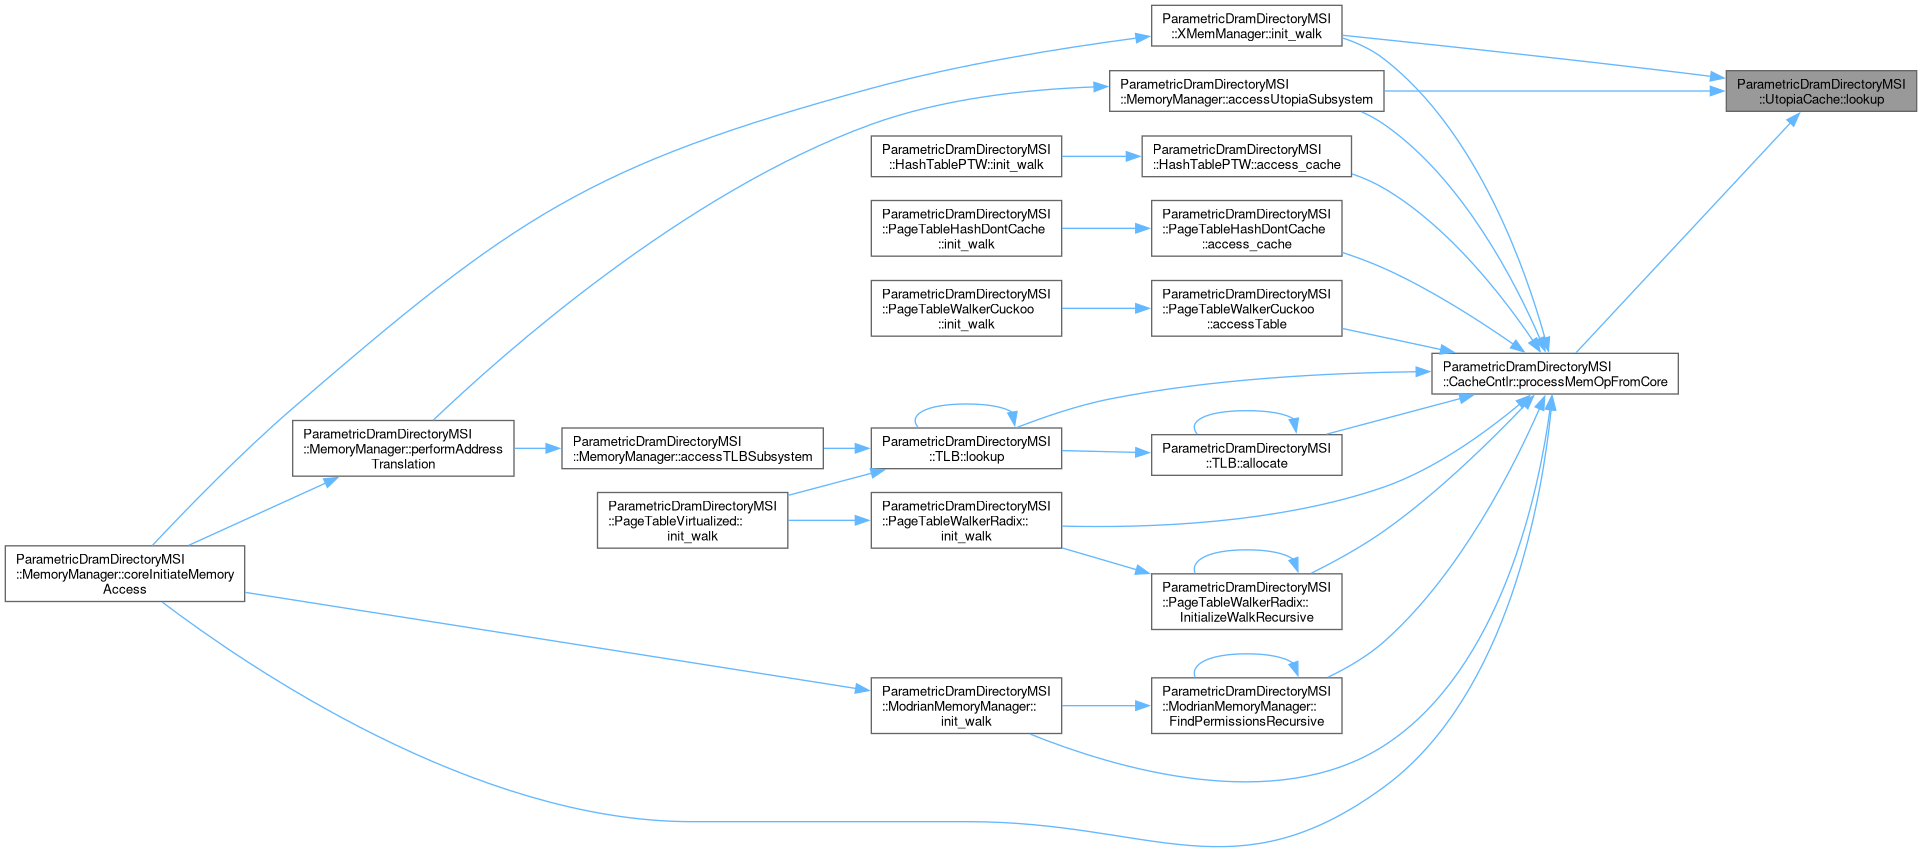 ParametricDramDirectoryMSI
::XMemManager::init_walk
ParametricDramDirectoryMSI
::MemoryManager::accessUtopiaSubsystem
ParametricDramDirectoryMSI
::UtopiaCache::lookup
ParametricDramDirectoryMSI
::HashTablePTW::init_walk
ParametricDramDirectoryMSI
::HashTablePTW::access_cache
ParametricDramDirectoryMSI
::PageTableHashDontCache
::init_walk
ParametricDramDirectoryMSI
::PageTableHashDontCache
::access_cache
ParametricDramDirectoryMSI
::PageTableWalkerCuckoo
::init_walk
ParametricDramDirectoryMSI
::PageTableWalkerCuckoo
::accessTable
ParametricDramDirectoryMSI
::CacheCntlr::processMemOpFromCore
ParametricDramDirectoryMSI
::MemoryManager::performAddress
Translation
ParametricDramDirectoryMSI
::MemoryManager::accessTLBSubsystem
ParametricDramDirectoryMSI
::TLB::lookup
ParametricDramDirectoryMSI
::TLB::allocate
ParametricDramDirectoryMSI
::PageTableVirtualized::
init_walk
ParametricDramDirectoryMSI
::PageTableWalkerRadix::
init_walk
ParametricDramDirectoryMSI
::MemoryManager::coreInitiateMemory
Access
ParametricDramDirectoryMSI
::PageTableWalkerRadix::
InitializeWalkRecursive
ParametricDramDirectoryMSI
::ModrianMemoryManager::
init_walk
ParametricDramDirectoryMSI
::ModrianMemoryManager::
FindPermissionsRecursive